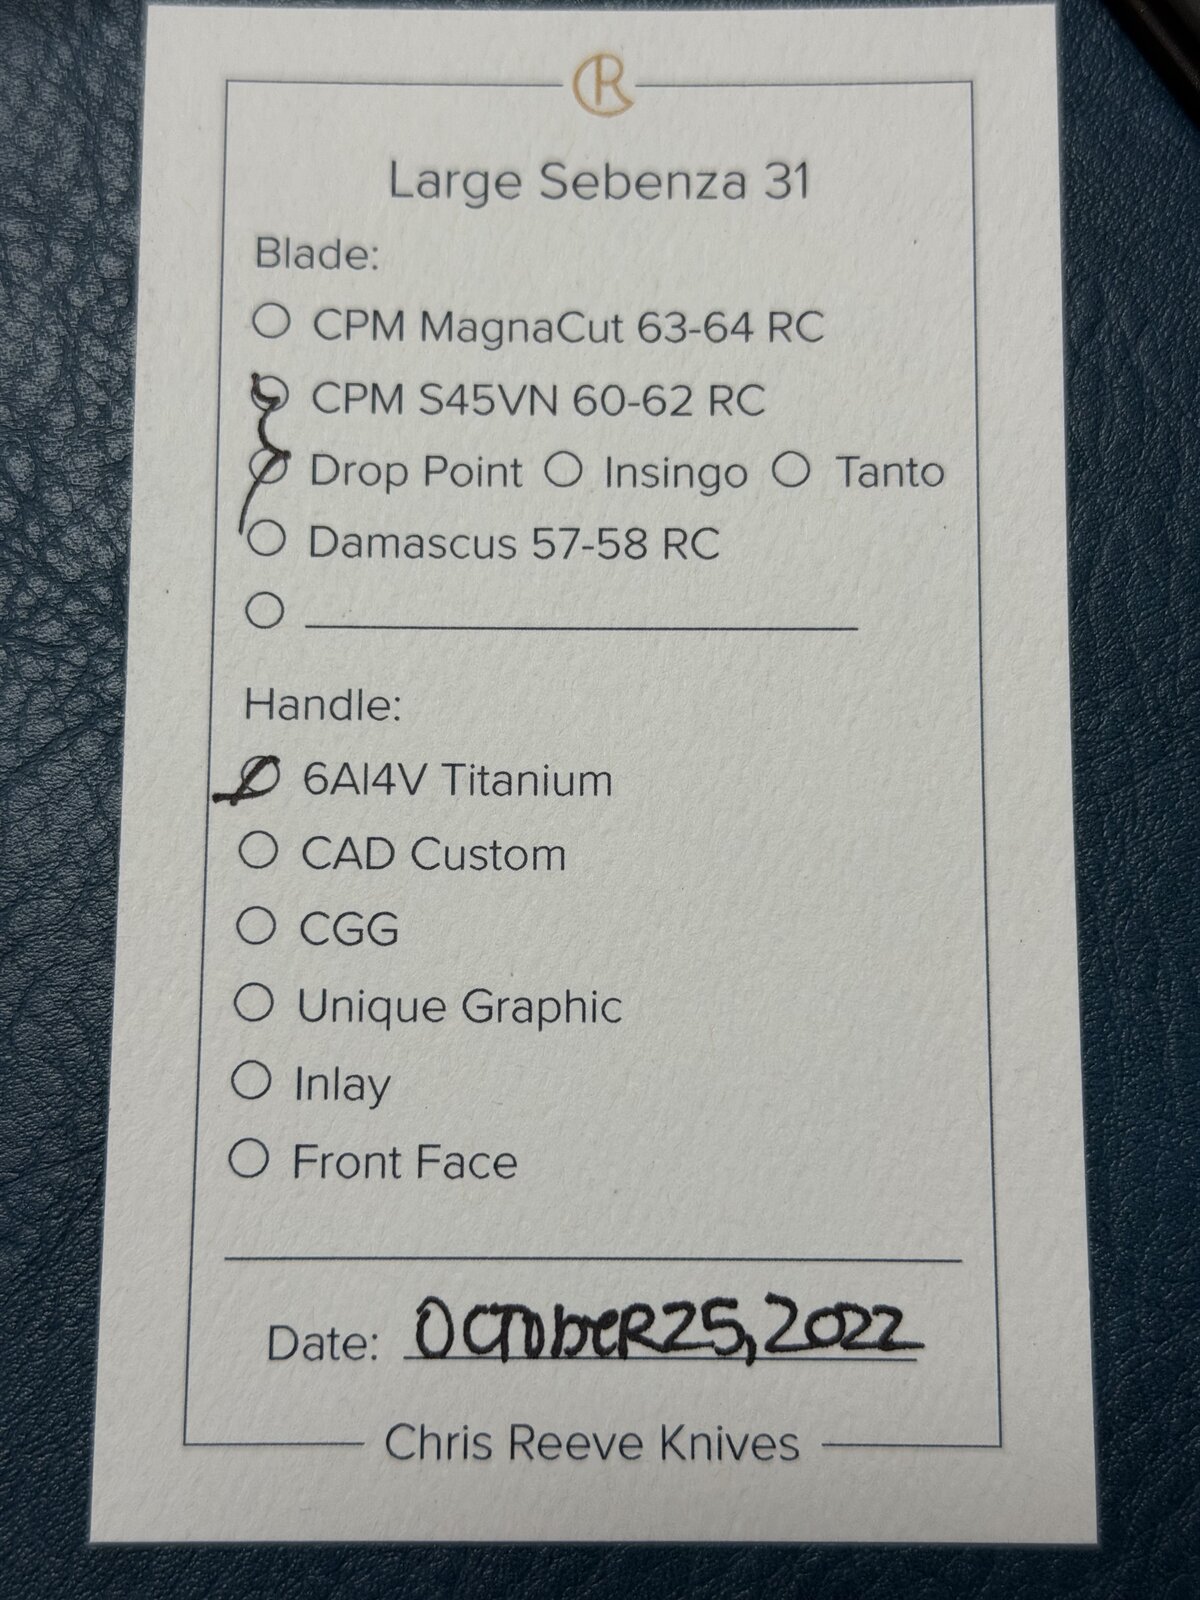 CR
Large Sebenza 31
Blade:
CPM MagnaCut 63-64 RC
CPM S45VN 60-62 RC
Drop Point Insingo Tanto
Damascus 57-58 RC
Handle:
6Al4V Titanium
CAD Custom
CGG
Unique Graphic
Inlay
Front Face
Date: OCTObeR 25, 2022
Chris Reeve Knives